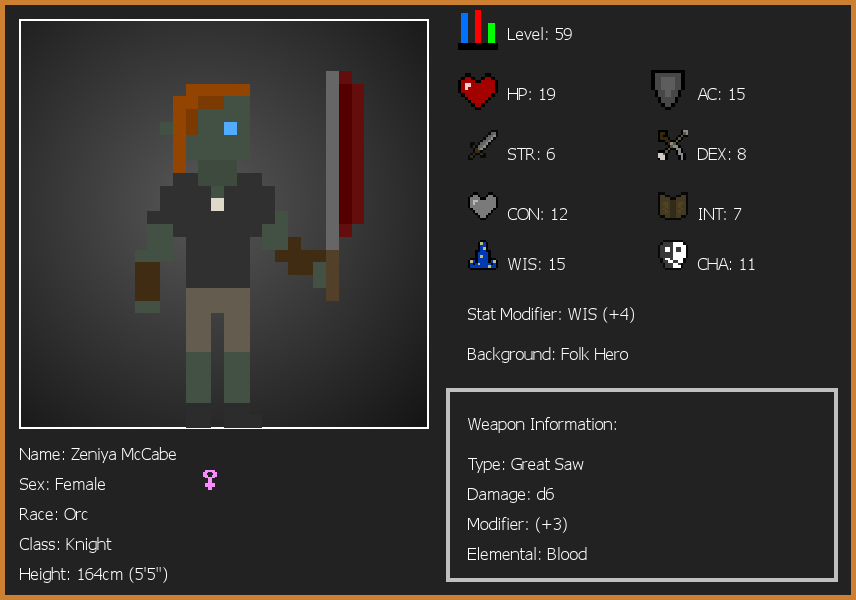 Level: 59
HP: 19
AC: 15
STR: 6
DEX: 8
CON: 12
INT: 7
WIS: 15
CHA: 11
Stat Modifier: WIS (+4)
Background: Folk Hero
Weapon Information:
Type: Great Saw
Damage: d6
Modifier: (+3)
Elemental: Blood
Name: Zeniya McCabe
Sex: Female
Race: Orc
Class: Knight
Height: 164cm (5'5")